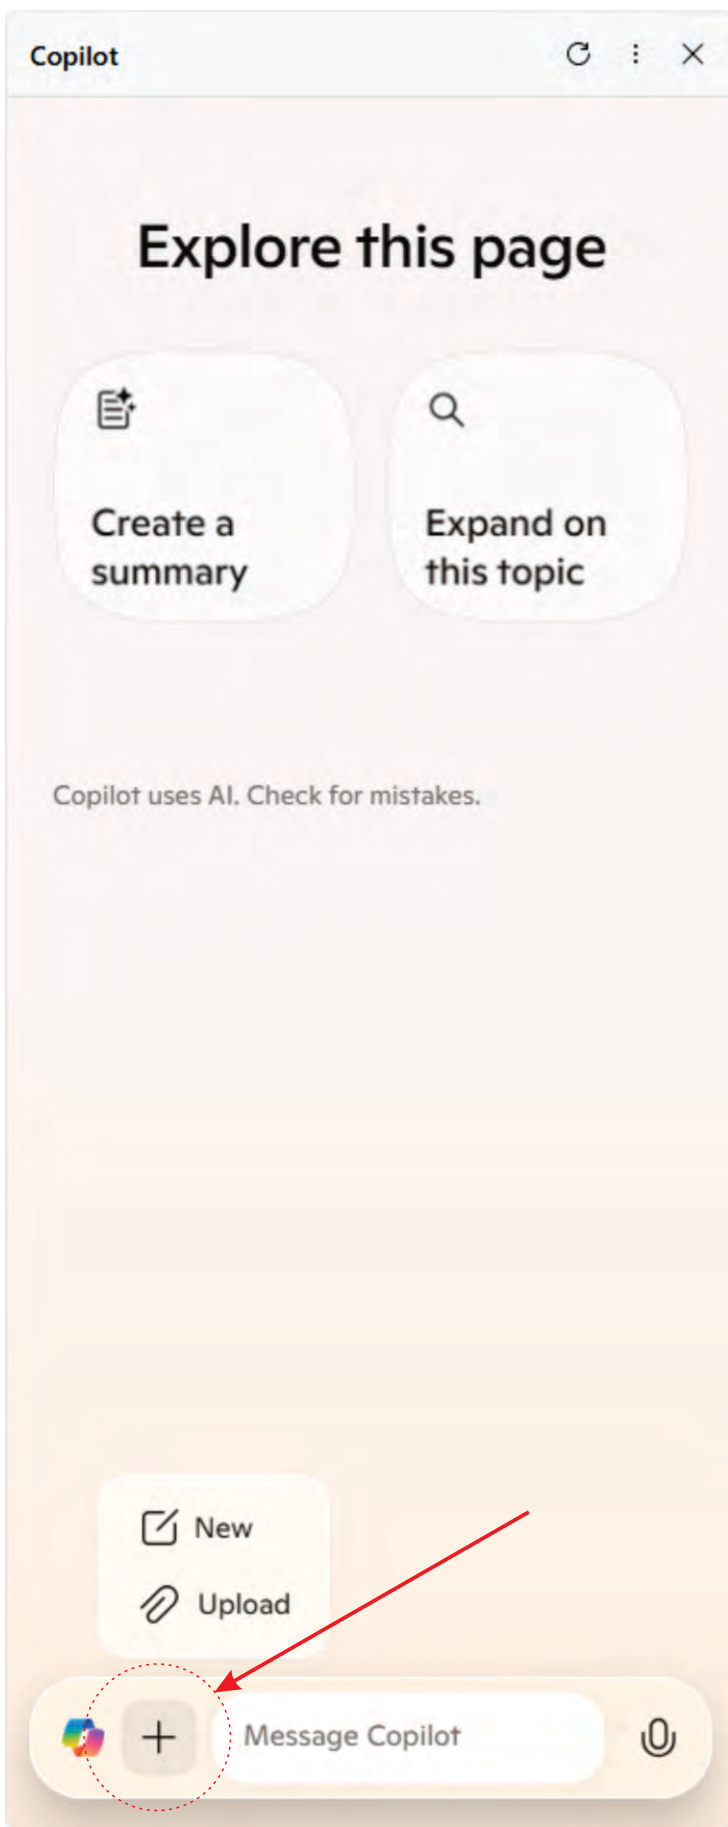 Copilot
Explore this page
Create a
summary
Expand on
this topic
Copilot uses AI. Check for mistakes.
New
Upload
Message Copilot